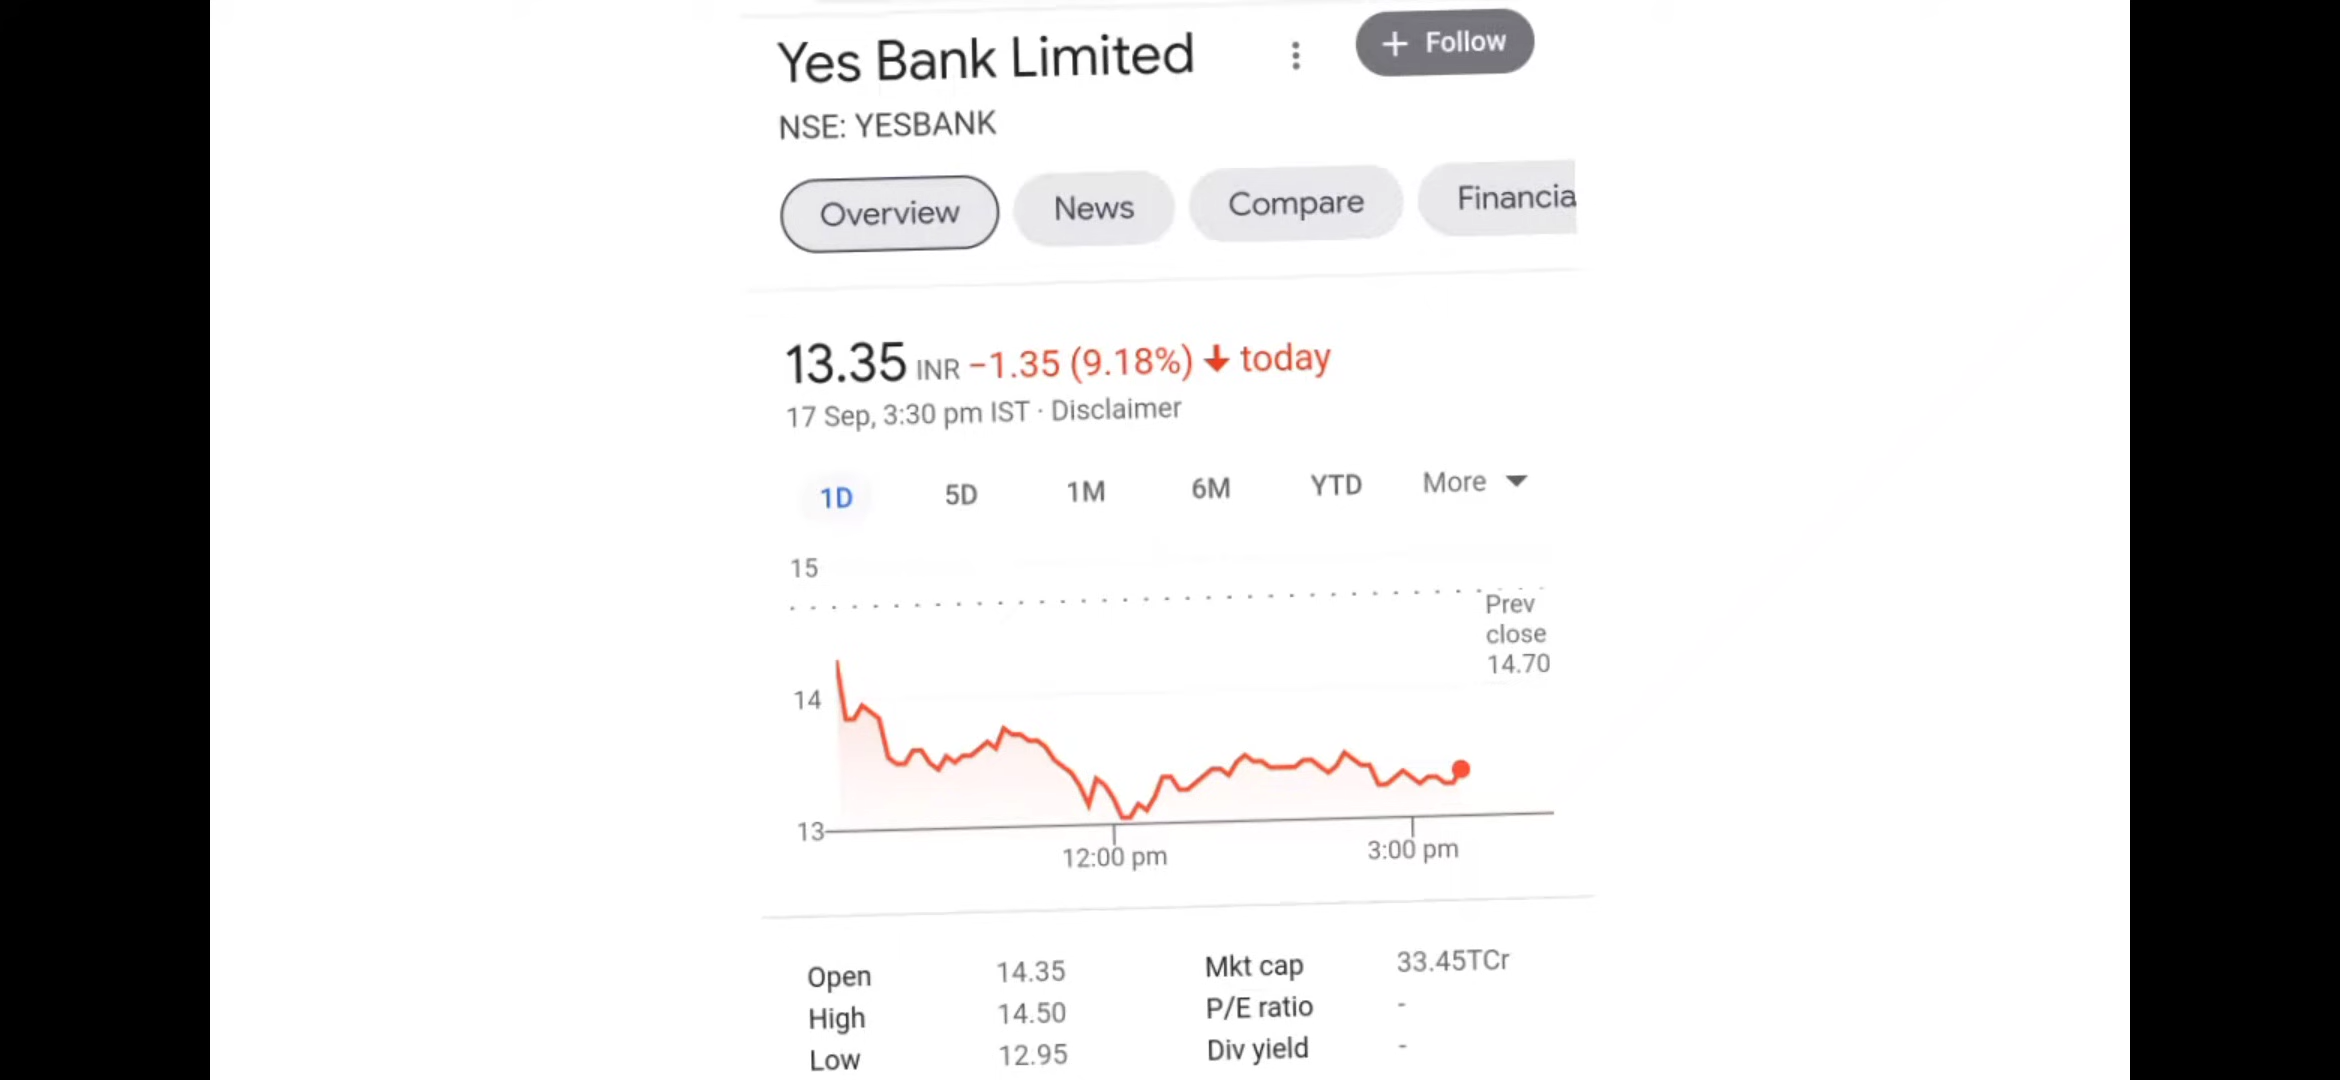 Yes Bank Limited
+ Follow
NSE: YESBANK
Overview News Compare Financia
13.35 INR −1.35 (9.18%) ↓ today
17 Sep, 3:30 pm IST · Disclaimer
1D 5D 1M 6M YTD More
15
Prev
close
14.70
14
13
12:00 pm 3:00 pm
Open 14.35 Mkt cap 33.45TCr
High 14.50 P/E ratio -
Low 12.95 Div yield -